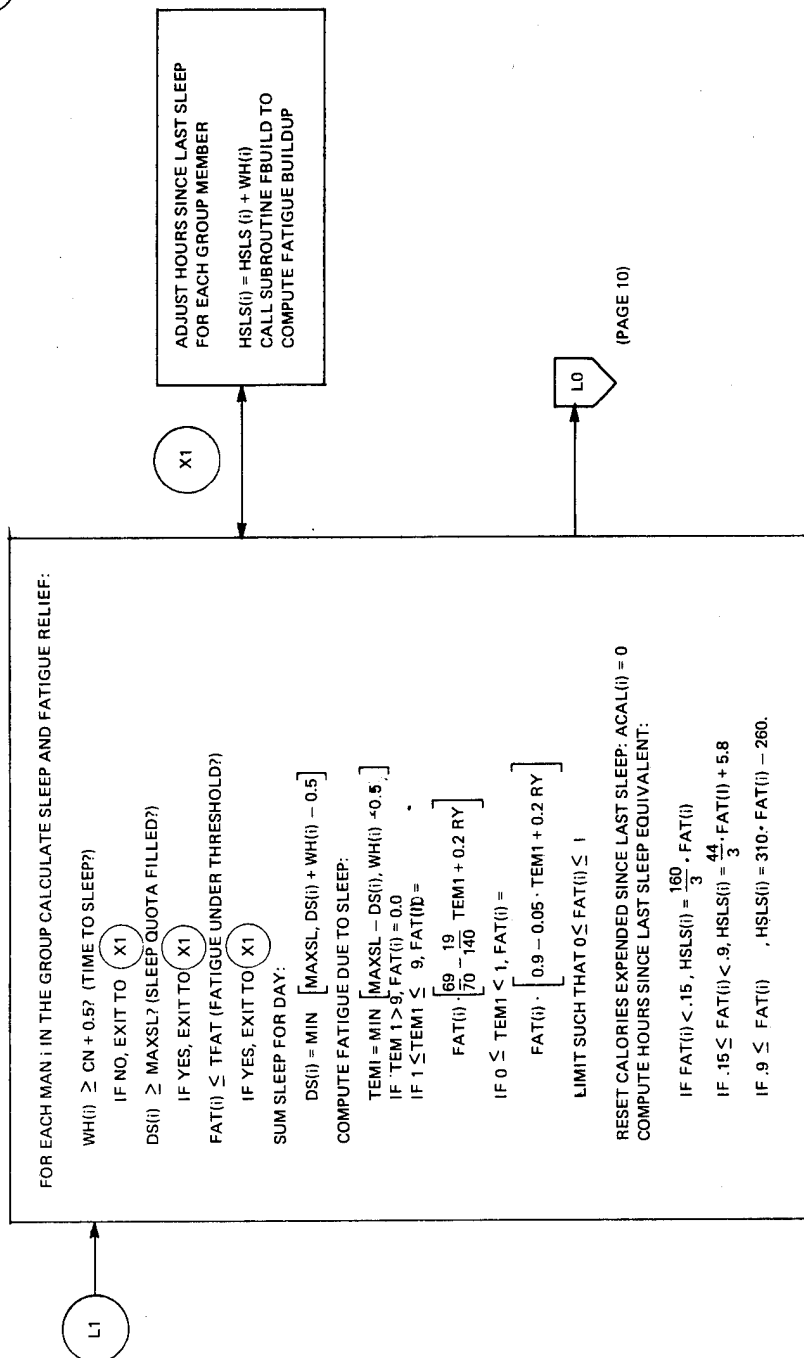 L1
FOR EACH MAN i IN THE GROUP CALCULATE SLEEP AND FATIGUE RELIEF:
WH(i) ≥ CN + 0.5? (TIME TO SLEEP?)
IF NO, EXIT TO X1
DS(i) ≥ MAXSL? (SLEEP QUOTA FILLED?)
IF YES, EXIT TO X1
FAT(i) ≤ TFAT (FATIGUE UNDER THRESHOLD?)
IF YES, EXIT TO X1
SUM SLEEP FOR DAY:
DS(i) = MIN [MAXSL, DS(i) + WH(i) − 0.5]
COMPUTE FATIGUE DUE TO SLEEP:
TEMI = MIN [MAXSL − DS(i), WH(i) − 0.5]
IF TEM 1 > 9, FAT(i) = 0.0
IF 1 ≤ TEM1 ≤ 9, FAT(I) =
FAT(i) · [69/70 − 19/140 TEM1 + 0.2 RY]
IF 0 ≤ TEM1 < 1, FAT(i) =
FAT(i) · [0.9 − 0.05 · TEM1 + 0.2 RY]
LIMIT SUCH THAT 0 ≤ FAT(i) ≤ 1
RESET CALORIES EXPENDED SINCE LAST SLEEP: ACAL(i) = 0
COMPUTE HOURS SINCE LAST SLEEP EQUIVALENT:
IF FAT(i) < .15, HSLS(i) = 160/3 · FAT(i)
IF .15 ≤ FAT(i) < .9, HSLS(i) = 44/3 · FAT(I) + 5.8
IF .9 ≤ FAT(i) , HSLS(i) = 310. · FAT(i) − 260.
X1
ADJUST HOURS SINCE LAST SLEEP
FOR EACH GROUP MEMBER
HSLS(i) = HSLS (i) + WH(i)
CALL SUBROUTINE FBUILD TO
COMPUTE FATIGUE BUILDUP
L0
(PAGE 10)